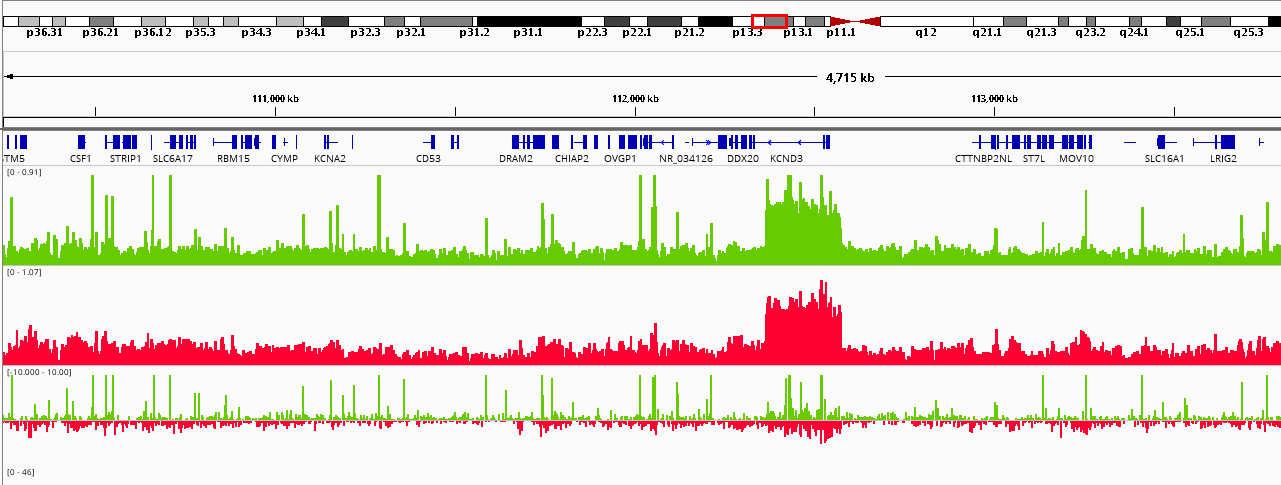 p36.31 p36.21 p36.12 p35.3 p34.3 p34.1 p32.3 p32.1 p31.2 p31.1 p22.3 p22.1 p21.2 p13.3 p13.1 p11.1 q12 q21.1 q21.3 q23.2 q24.1 q25.1 q25.3
4,715 kb
111,000 kb 112,000 kb 113,000 kb
STM5 CSF1 STRIP1 SLC6A17 RBM15 CYMP KCNA2 CD53 DRAM2 CHIAP2 OVGP1 NR_034126 DDX20 KCND3 CTTNBP2NL ST7L MOV10 SLC16A1 LRIG2
[0 - 0.91]
[0 - 1.07]
[-10.000 - 10.00]
[0 - 46]